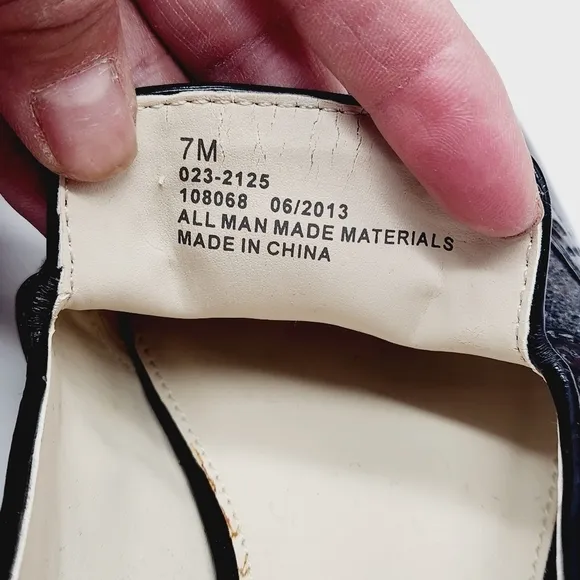 7M
023-2125
108068 06/2013
ALL MAN MADE MATERIALS
MADE IN CHINA